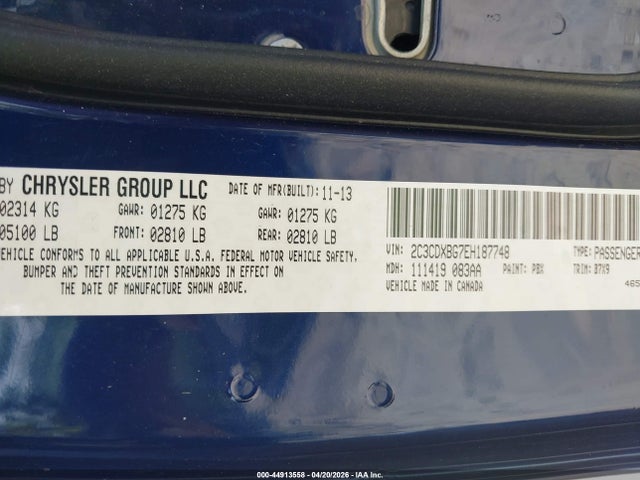 BY CHRYSLER GROUP LLC DATE OF MFR(BUILT): 11-13
02314 KG GAWR: 01275 KG GAWR: 01275 KG
05100 LB FRONT: 02810 LB REAR: 02810 LB
VEHICLE CONFORMS TO ALL APPLICABLE U.S.A. FEDERAL MOTOR VEHICLE SAFETY,
BUMPER AND THEFT PREVENTION STANDARDS IN EFFECT ON
THE DATE OF MANUFACTURE SHOWN ABOVE.
VIN: 2C3CDXBG7EH187748 TYPE: PASSENGER
MDH: 111419 083AA PAINT: PBX TRIM: B7X9
VEHICLE MADE IN CANADA 465
000-44913558 - 04/20/2026 - IAA Inc.